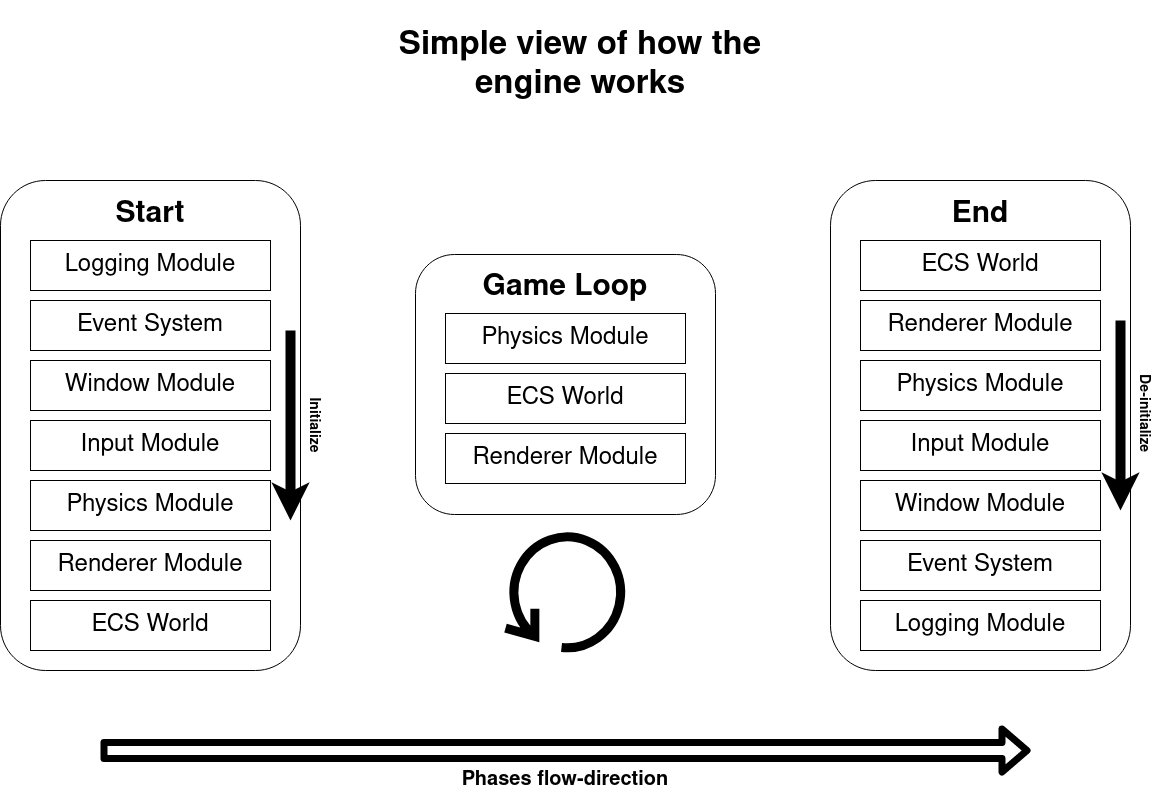 Simple view of how the
engine works
Start
Logging Module
Event System
Window Module
Input Module
Physics Module
Renderer Module
ECS World
Initialize
Game Loop
Physics Module
ECS World
Renderer Module
End
ECS World
Renderer Module
Physics Module
Input Module
Window Module
Event System
Logging Module
De-initialize
Phases flow-direction